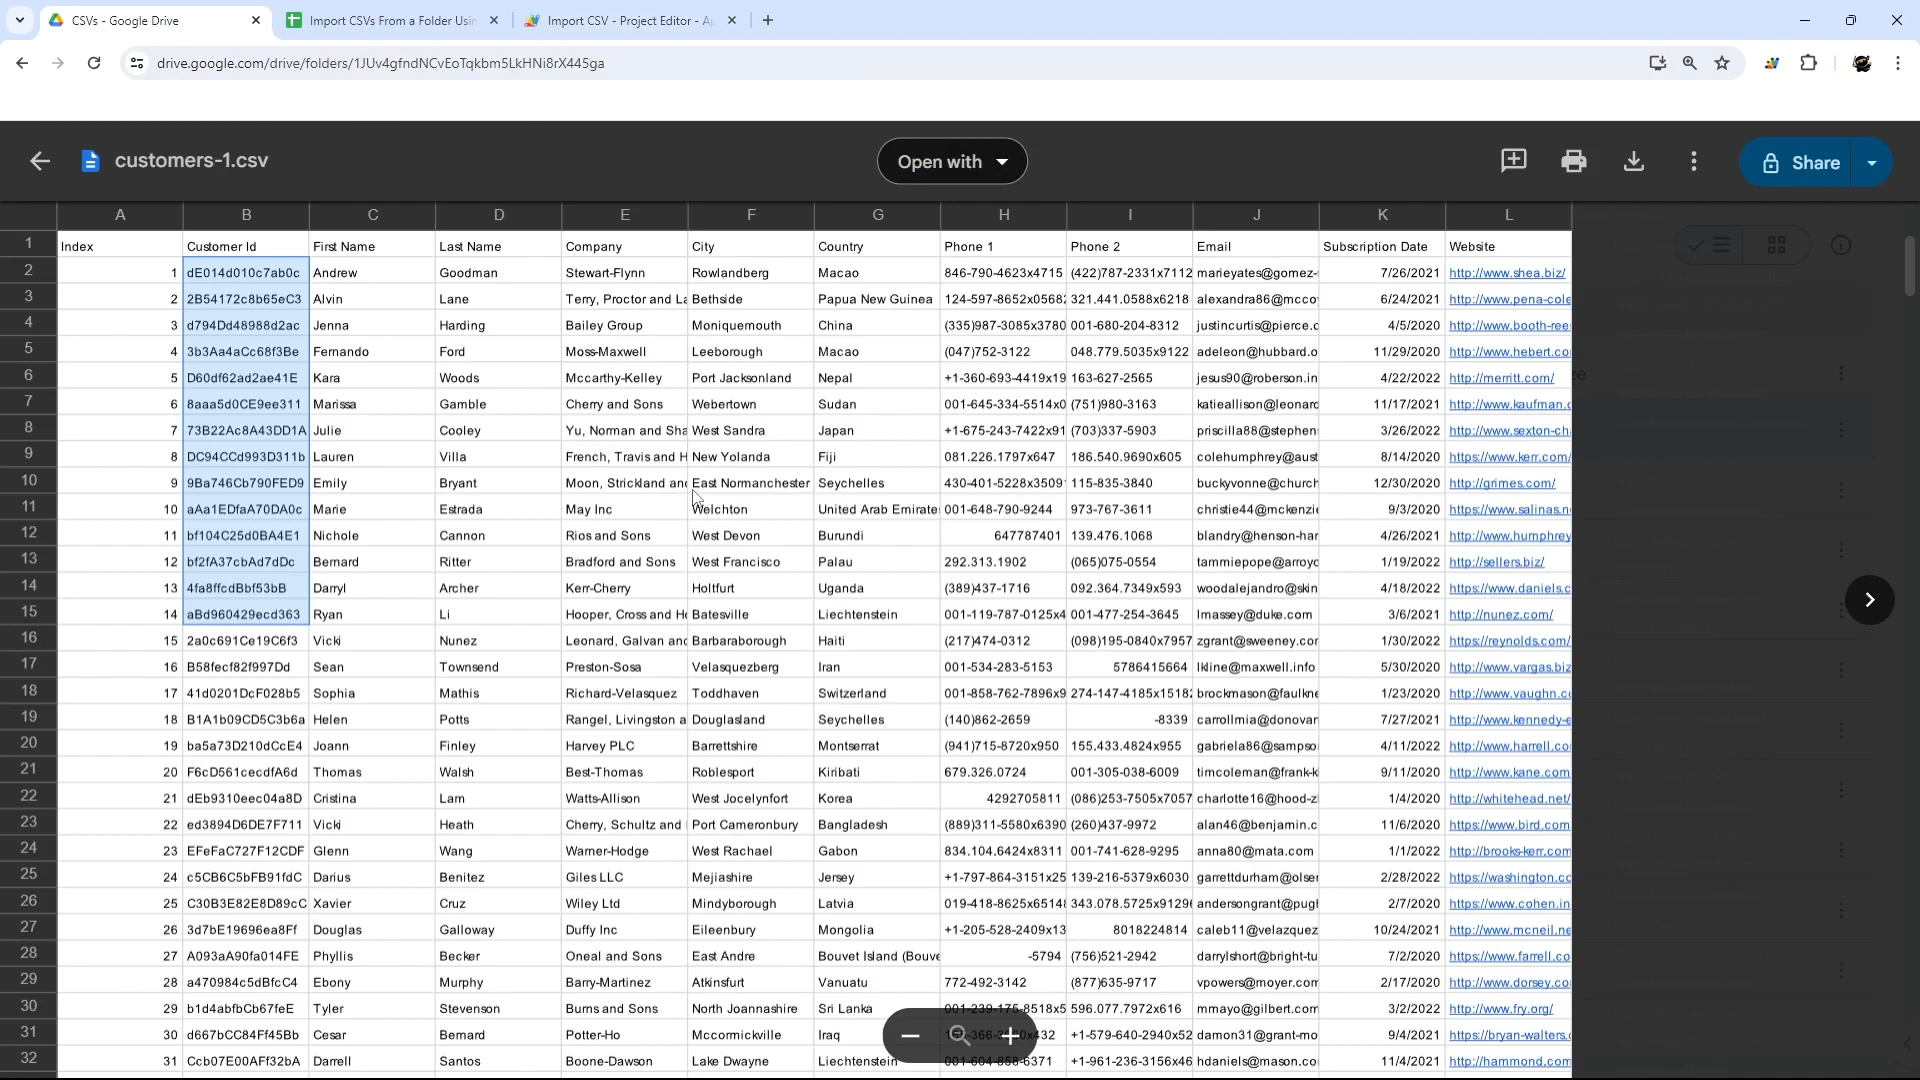 CSVs - Google Drive
Import CSVs From a Folder Usin
Import CSV - Project Editor - Ap
drive.google.com/drive/folders/1JUv4gfndNCvEoTqkbm5LkHNi8rX445ga
customers-1.csv
Open with
Share
A B C D E F G H I J K L
1 Index Customer Id First Name Last Name Company City Country Phone 1 Phone 2 Email Subscription Date Website
2 1 dE014d010c7ab0c Andrew Goodman Stewart-Flynn Rowlandberg Macao 846-790-4623x4715 (422)787-2331x7112 marieyates@gomez- 7/26/2021 http://www.shea.biz/
3 2 2B54172c8b65eC3 Alvin Lane Terry, Proctor and La Bethside Papua New Guinea 124-597-8652x0568 321.441.0588x6218 alexandra86@mcco 6/24/2021 http://www.pena-cole
4 3 d794Dd48988d2ac Jenna Harding Bailey Group Moniquemouth China (335)987-3085x3780 001-680-204-8312 justincurtis@pierce.c 4/5/2020 http://www.booth-ree
5 4 3b3Aa4aCc68f3Be Fernando Ford Moss-Maxwell Leeborough Macao (047)752-3122 048.779.5035x9122 adeleon@hubbard.o 11/29/2020 http://www.hebert.co
6 5 D60df62ad2ae41E Kara Woods Mccarthy-Kelley Port Jacksonland Nepal +1-360-693-4419x19 163-627-2565 jesus90@roberson.in 4/22/2022 http://merritt.com/
7 6 8aaa5d0CE9ee311 Marissa Gamble Cherry and Sons Webertown Sudan 001-645-334-5514x0 (751)980-3163 katieallison@leonard 11/17/2021 http://www.kaufman.c
8 7 73B22Ac8A43DD1A Julie Cooley Yu, Norman and Sha West Sandra Japan +1-675-243-7422x91 (703)337-5903 priscilla88@stephen 3/26/2022 http://www.sexton-ch
9 8 DC94CCd993D311b Lauren Villa French, Travis and H New Yolanda Fiji 081.226.1797x647 186.540.9690x605 colehumphrey@aust 8/14/2020 https://www.kerr.com/
10 9 9Ba746Cb790FED9 Emily Bryant Moon, Strickland and East Normanchester Seychelles 430-401-5228x3509 115-835-3840 buckyvonne@church 12/30/2020 http://grimes.com/
11 10 aAa1EDfaA70DA0c Marie Estrada May Inc Welchton United Arab Emirate 001-648-790-9244 973-767-3611 christie44@mckenzi 9/3/2020 https://www.salinas.n
12 11 bf104C25d0BA4E1 Nichole Cannon Rios and Sons West Devon Burundi 647787401 139.476.1068 blandry@henson-har 4/26/2021 http://www.humphrey
13 12 bf2fA37cbAd7dDc Bernard Ritter Bradford and Sons West Francisco Palau 292.313.1902 (065)075-0554 tammiepope@arroyo 1/19/2022 http://sellers.biz/
14 13 4fa8ffcdBbf53bB Darryl Archer Kerr-Cherry Holtfurt Uganda (389)437-1716 092.364.7349x593 woodalejandro@skin 4/18/2022 https://www.daniels.c
15 14 aBd960429ecd363 Ryan Li Hooper, Cross and H Batesville Liechtenstein 001-119-787-0125x4 001-477-254-3645 lmassey@duke.com 3/6/2021 http://nunez.com/
16 15 2a0c691Ce19C6f3 Vicki Nunez Leonard, Galvan and Barbaraborough Haiti (217)474-0312 (098)195-0840x7957 zgrant@sweeney.cor 1/30/2022 https://reynolds.com/
17 16 B58fecf82f997Dd Sean Townsend Preston-Sosa Velasquezberg Iran 001-534-283-5153 5786415664 lkline@maxwell.info 5/30/2020 http://www.vargas.biz
18 17 41d0201DcF028b5 Sophia Mathis Richard-Velasquez Toddhaven Switzerland 001-858-762-7896x9 274-147-4185x1518 brockmason@faulkne 1/23/2020 http://www.vaughn.co
19 18 B1A1b09CD5C3b6a Helen Potts Rangel, Livingston a Douglasland Seychelles (140)862-2659 -8339 carrollmia@donovar 7/27/2021 http://www.kennedy-e
20 19 ba5a73D210dCcE4 Joann Finley Harvey PLC Barrettshire Montserrat (941)715-8720x950 155.433.4824x955 gabriela86@sampso 4/11/2022 http://www.harrell.co
21 20 F6cD561cecdfA6d Thomas Walsh Best-Thomas Roblesport Kiribati 679.326.0724 001-305-038-6009 timcoleman@frank-k 9/11/2020 http://www.kane.com
22 21 dEb9310eec04a8D Cristina Lam Watts-Allison West Jocelynfort Korea 4292705811 (086)253-7505x7057 charlotte16@hood-z 1/4/2020 http://whitehead.net/
23 22 ed3894D6DE7F711 Vicki Heath Cherry, Schultz and Port Cameronbury Bangladesh (889)311-5580x6390 (260)437-9972 alan46@benjamin.c 11/6/2020 https://www.bird.com
24 23 EFeFaC727F12CDF Glenn Wang Warner-Hodge West Rachael Gabon 834.104.6424x8311 001-741-628-9295 anna80@mata.com 1/1/2022 http://brooks-kerr.com
25 24 c5CB6C5bFB91fdC Darius Benitez Giles LLC Mejiashire Jersey +1-797-864-3151x25 139-216-5379x6030 garrettdurham@olse 2/28/2022 https://washington.co
26 25 C30B3E82E8D89cC Xavier Cruz Wiley Ltd Mindyborough Latvia 019-418-8625x6514 343.078.5725x9129 andersongrant@pugl 2/7/2020 http://www.cohen.in
27 26 3d7bE19696ea8Ff Douglas Galloway Duffy Inc Eileenbury Mongolia +1-205-528-2409x13 8018224814 caleb11@velazquez 10/24/2021 http://www.mcneil.ne
28 27 A093aA90fa014FE Phyllis Becker Oneal and Sons East Andre Bouvet Island (Bouve -5794 (756)521-2942 darrylshort@bright-tu 7/2/2020 http://www.farrell.co
29 28 a470984c5dBfcC4 Ebony Murphy Barry-Martinez Atkinsfurt Vanuatu 772-492-3142 (877)635-9717 vpowers@moyer.com 2/17/2020 http://www.dorsey.co
30 29 b1d4abfbCb67feE Tyler Stevenson Burns and Sons North Joannashire Sri Lanka 001-239-175-8518x5 596.077.7972x616 mmayo@gilbert.com 3/2/2022 http://www.fry.org/
31 30 d667bCC84Ff45Bb Cesar Bernard Potter-Ho Mccormickville Iraq +1-579-640-2940x52 damon31@grant-mo 9/4/2021 https://bryan-walters.
32 31 Ccb07E00AFf32bA Darrell Santos Boone-Dawson Lake Dwayne Liechtenstein 001-604-858-6371 +1-961-236-3156x46 hdaniels@mason.co 11/4/2021 http://hammond.com